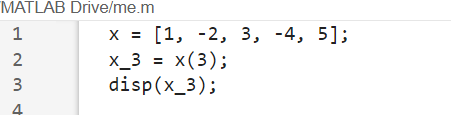 MATLAB Drive/me.m
1 x = [1, -2, 3, -4, 5];
2 x_3 = x(3);
3 disp(x_3);
4